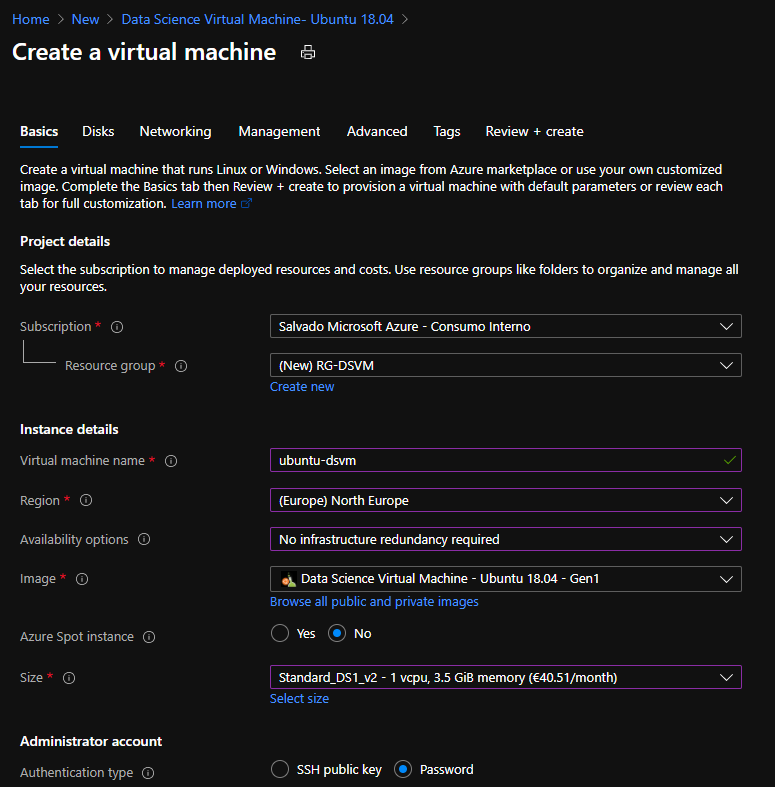 Home > New > Data Science Virtual Machine- Ubuntu 18.04 >
Create a virtual machine
Basics Disks Networking Management Advanced Tags Review + create
Create a virtual machine that runs Linux or Windows. Select an image from Azure marketplace or use your own customized
image. Complete the Basics tab then Review + create to provision a virtual machine with default parameters or review each
tab for full customization. Learn more
Project details
Select the subscription to manage deployed resources and costs. Use resource groups like folders to organize and manage all
your resources.
Subscription * Salvado Microsoft Azure - Consumo Interno
Resource group * (New) RG-DSVM
Create new
Instance details
Virtual machine name * ubuntu-dsvm
Region * (Europe) North Europe
Availability options No infrastructure redundancy required
Image * Data Science Virtual Machine - Ubuntu 18.04 - Gen1
Browse all public and private images
Azure Spot instance Yes No
Size * Standard_DS1_v2 - 1 vcpu, 3.5 GiB memory (€40.51/month)
Select size
Administrator account
Authentication type SSH public key Password